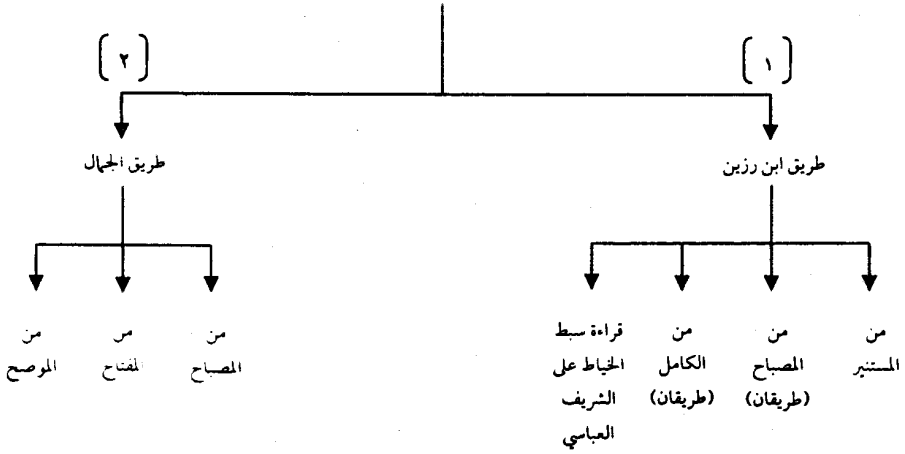 [١]
[٢]
طريق ابن رزين
طريق الجمال
من
المستنير
من
المصباح
(طريقان)
من
الكامل
(طريقان)
قراءة سبط
الخياط على
الشريف
العباسي
من
المصباح
من
المفتاح
من
الموضح